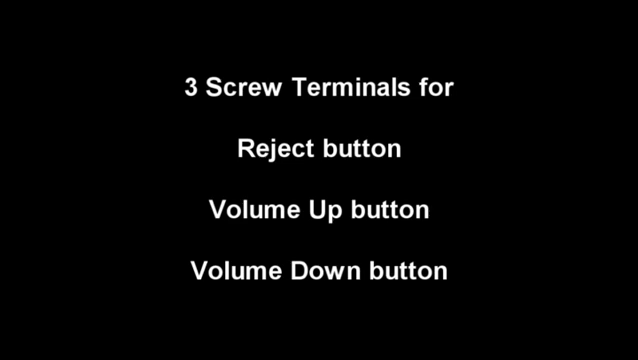 3 Screw Terminals for
Reject button
Volume Up button
Volume Down button